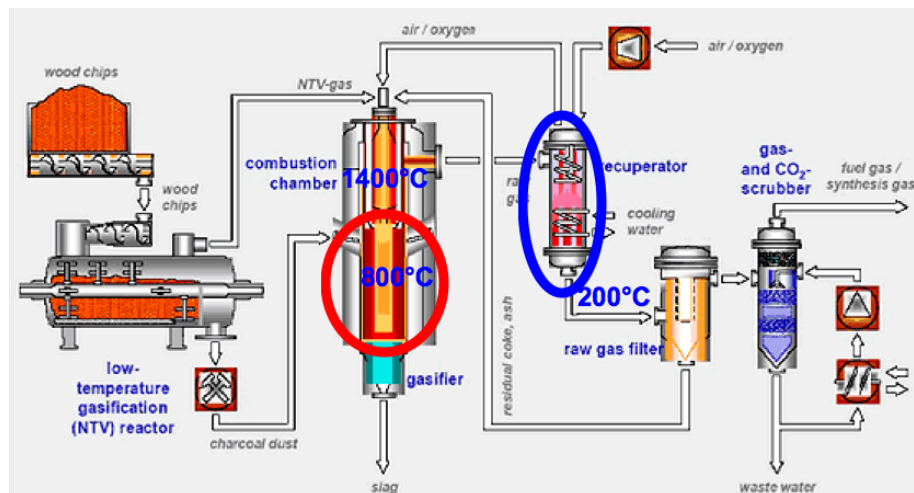 air / oxygen
air / oxygen
wood chips
NTV-gas
combustion
chamber
1400°C
raw
gas
recuperator
gas-
and CO₂-
scrubber
fuel gas /
synthesis gas
wood
chips
cooling
water
800°C
200°C
residual coke, ash
raw gas filter
gasifier
low-
temperature
gasification
(NTV) reactor
charcoal dust
slag
waste water